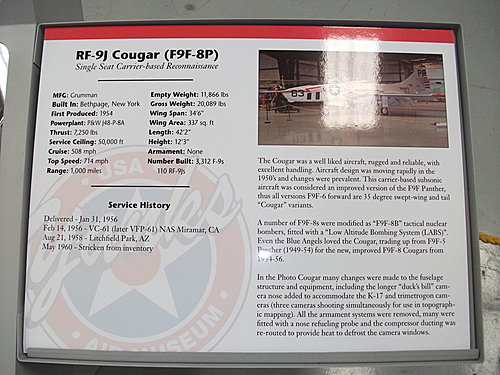 RF-9J Cougar (F9F-8P)
Single Seat Carrier-based Reconnaissance
MFG: Grumman
Built In: Bethpage, New York
First Produced: 1954
Powerplant: P&W J48-P-8A
Thrust: 7,250 lbs
Service Ceiling: 50,000 ft
Cruise: 508 mph
Top Speed: 714 mph
Range: 1,000 miles
Empty Weight: 11,866 lbs
Gross Weight: 20,089 lbs
Wing Span: 34'6"
Wing Area: 337 sq. ft
Length: 42'2"
Height: 12'3"
Armament: None
Number Built: 3,312 F-9s
110 RF-9Js
Service History
Delivered - Jan 31, 1956
Feb 14, 1956 - VC-61 (later VFP-61) NAS Miramar, CA
Aug 21, 1958 - Litchfield Park, AZ
May 1960 - Stricken from inventory
USA
AIR MUSEUM
83
The Cougar was a well liked aircraft, rugged and reliable, with
excellent handling. Aircraft design was moving rapidly in the
1950's and changes were prevalent. This carrier-based subsonic
aircraft was considered an improved version of the F9F Panther,
thus all versions F9F-6 forward are 35 degree swept-wing and tail
"Cougar" variants.
A number of F9F-8s were modified as "F9F-8B" tactical nuclear
bombers, fitted with a "Low Altitude Bombing System (LABS)".
Even the Blue Angels loved the Cougar, trading up from F9F-5
Panther (1949-54) for the new, improved F9F-8 Cougars from
1954-56.
In the Photo Cougar many changes were made to the fuselage
structure and equipment, including the longer "duck's bill" cam-
era nose added to accommodate the K-17 and trimetrogon cam-
eras (three cameras shooting simultaneously for use in topograph-
ic mapping). All the armament systems were removed, many were
fitted with a nose refueling probe and the compressor ducting was
re-routed to provide heat to defrost the camera windows.